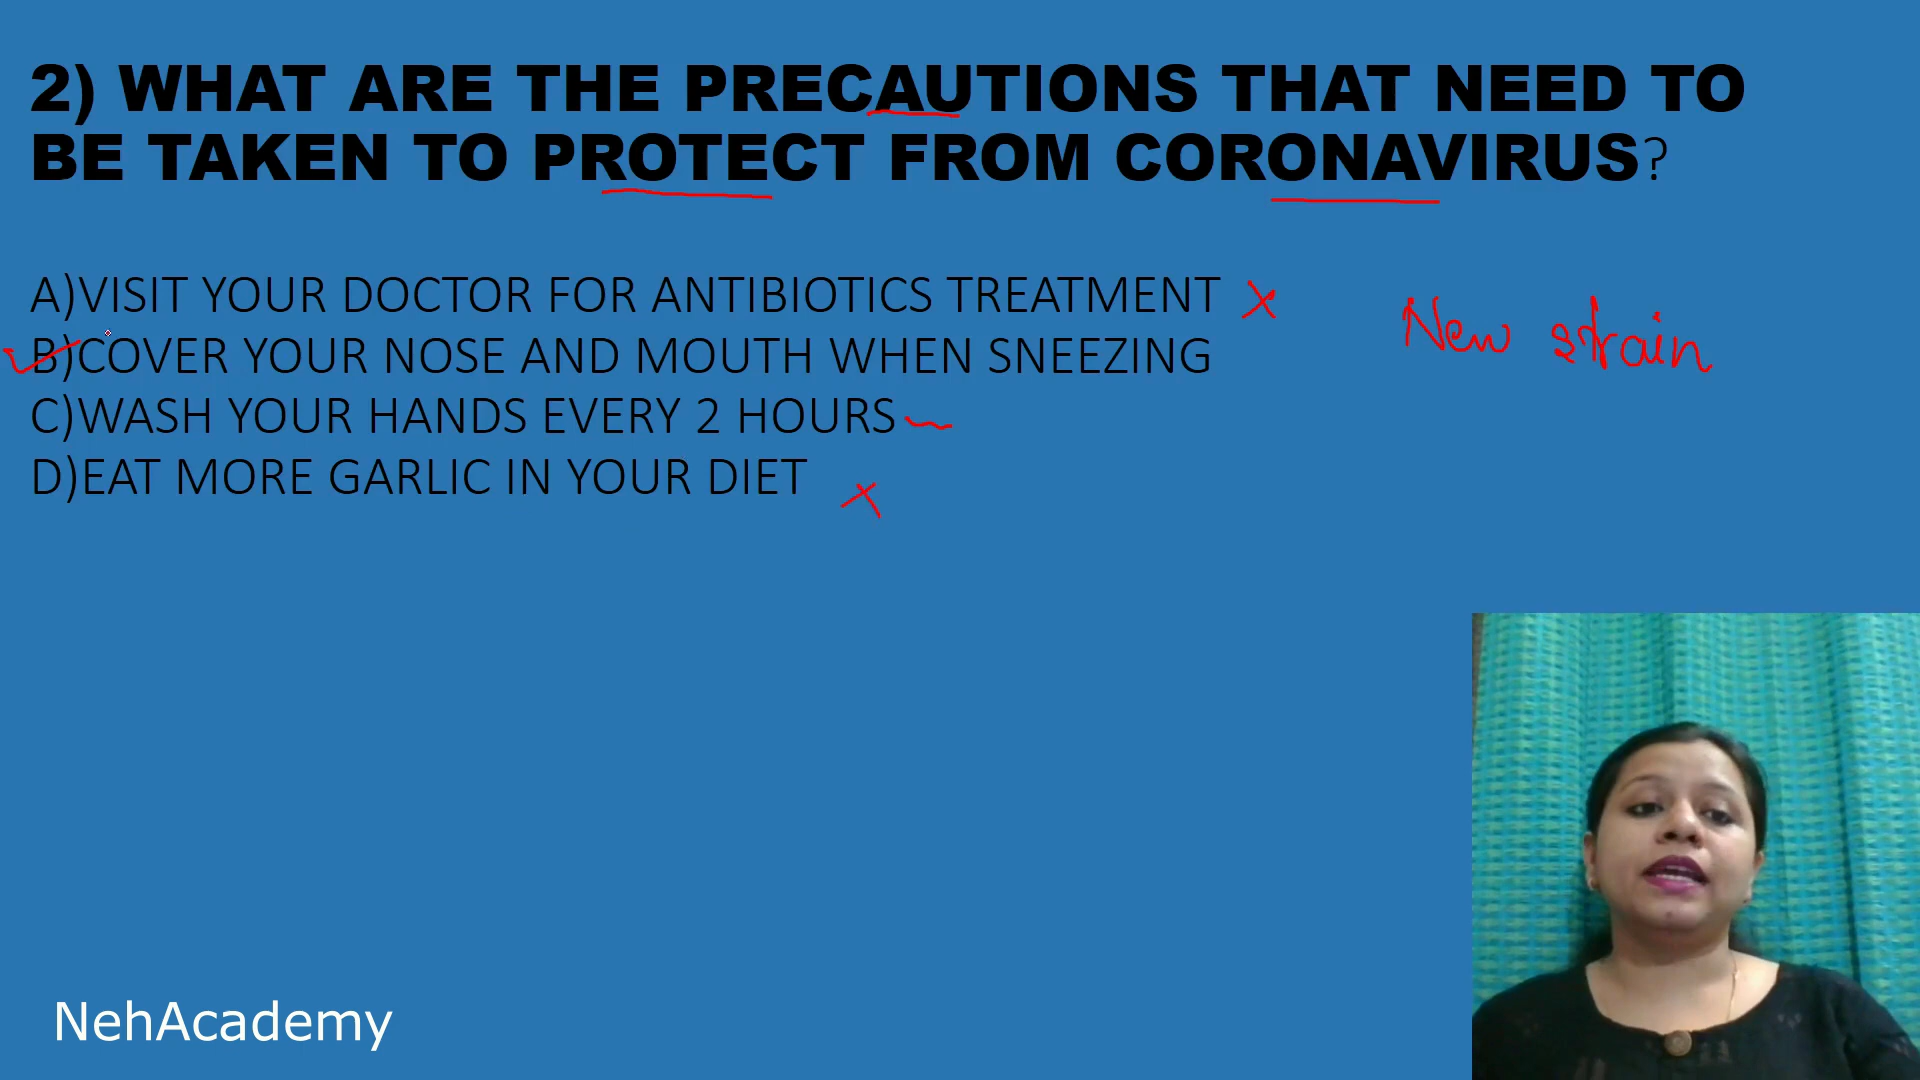 2) WHAT ARE THE PRECAUTIONS THAT NEED TO
BE TAKEN TO PROTECT FROM CORONAVIRUS?
A)VISIT YOUR DOCTOR FOR ANTIBIOTICS TREATMENT
B)COVER YOUR NOSE AND MOUTH WHEN SNEEZING
C)WASH YOUR HANDS EVERY 2 HOURS
D)EAT MORE GARLIC IN YOUR DIET
New strain
NehAcademy